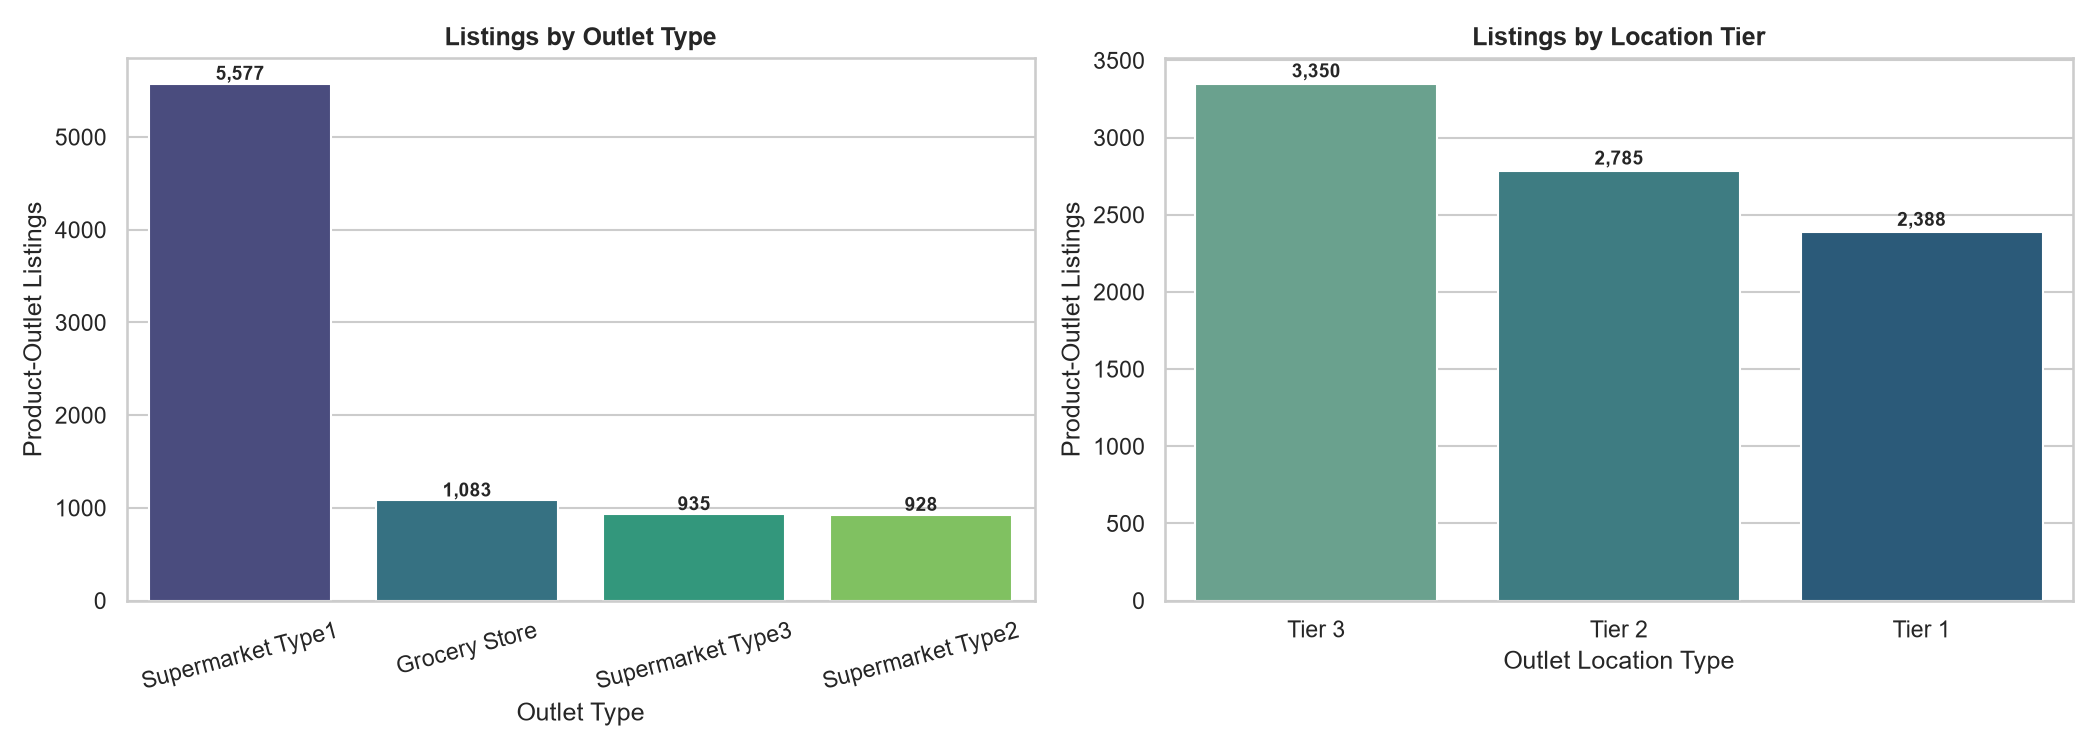 Listings by Outlet Type
Product-Outlet Listings
5000
4000
3000
2000
1000
0
5,577
1,083
935
928
Supermarket Type1
Grocery Store
Supermarket Type3
Supermarket Type2
Outlet Type
Listings by Location Tier
Product-Outlet Listings
3500
3000
2500
2000
1500
1000
500
0
3,350
2,785
2,388
Tier 3
Tier 2
Tier 1
Outlet Location Type